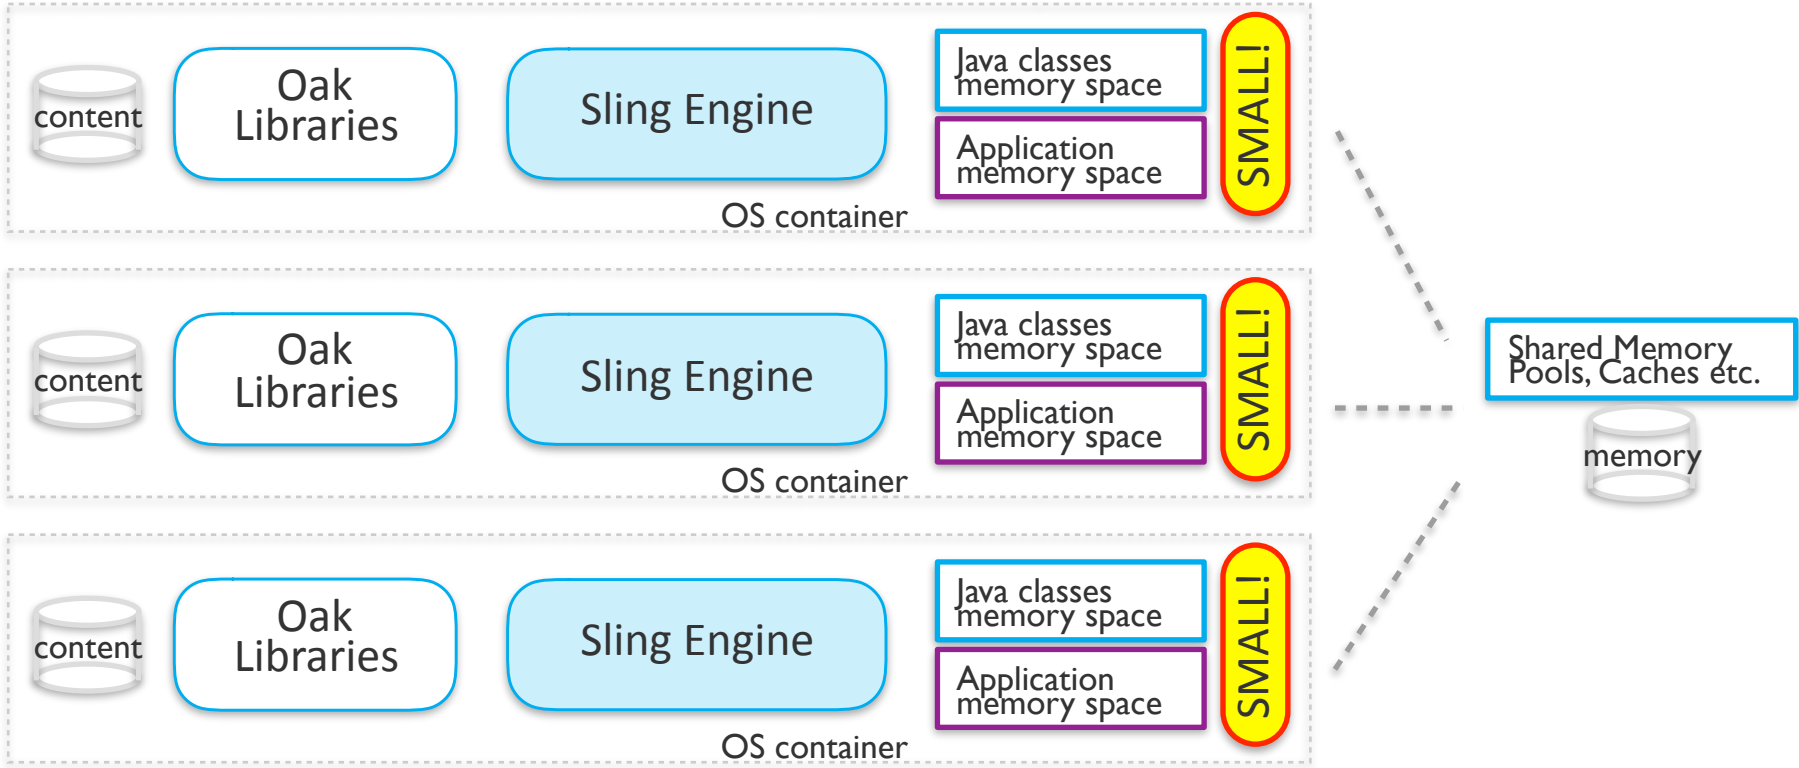 content
Oak
Libraries
Sling Engine
Java classes
memory space
Application
memory space
SMALL!
OS container
content
Oak
Libraries
Sling Engine
Java classes
memory space
Application
memory space
SMALL!
OS container
Shared Memory
Pools, Caches etc.
memory
content
Oak
Libraries
Sling Engine
Java classes
memory space
Application
memory space
SMALL!
OS container